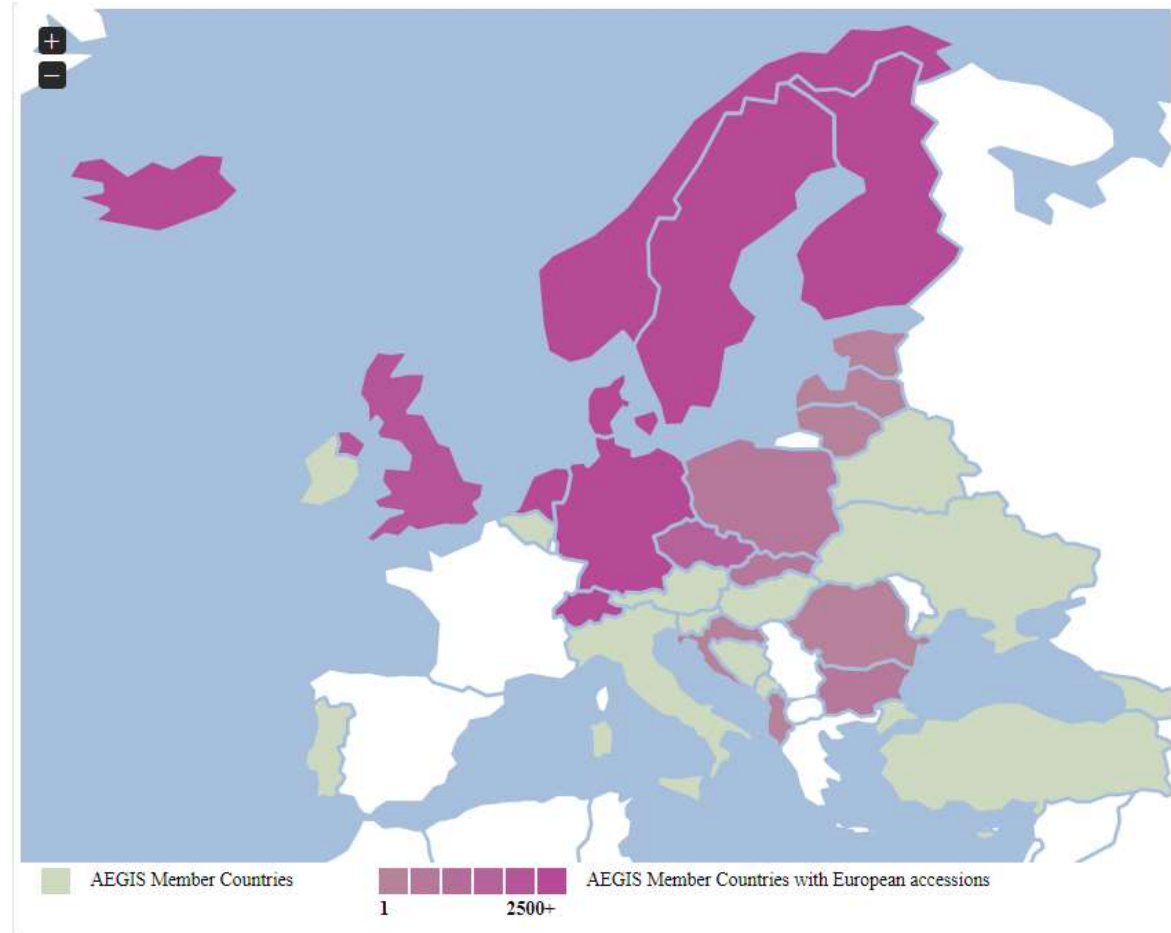 +
−
AEGIS Member Countries
AEGIS Member Countries with European accessions
1 2500+